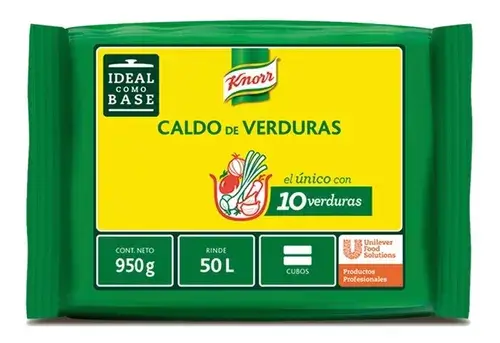 IDEAL
COMO
BASE
Knorr
CALDO DE VERDURAS
el único con
10 verduras
CONT. NETO
950g
RINDE
50 L
CUBOS
Unilever
Food
Solutions
Productos
Profesionales